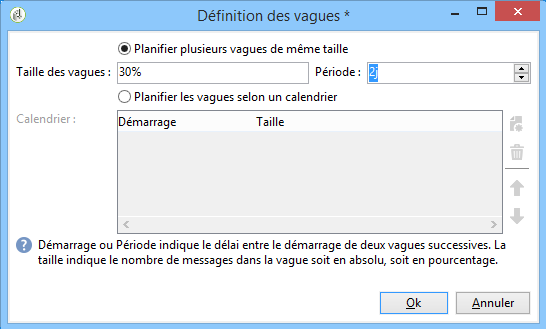 Définition des vagues *
Planifier plusieurs vagues de même taille
Taille des vagues : 30% Période : 2j
Planifier les vagues selon un calendrier
Calendrier :
Démarrage Taille
Démarrage ou Période indique le délai entre le démarrage de deux vagues successives. La
taille indique le nombre de messages dans la vague soit en absolu, soit en pourcentage.
Ok Annuler